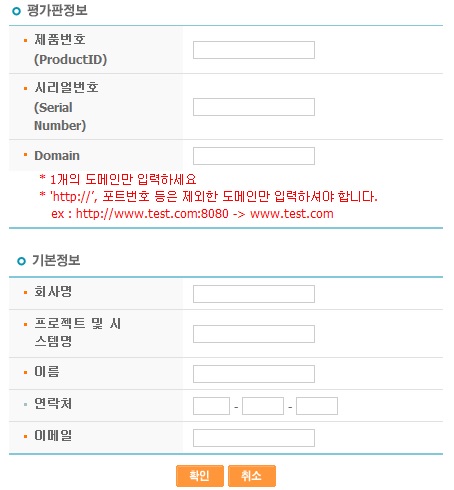 평가판정보
제품번호
(ProductID)
시리얼번호
(Serial
Number)
Domain
* 1개의 도메인만 입력하세요
* 'http://', 포트번호 등은 제외한 도메인만 입력하셔야 합니다.
ex : http://www.test.com:8080 -> www.test.com
기본정보
회사명
프로젝트 및 시
스템명
이름
연락처 - -
이메일
확인 취소